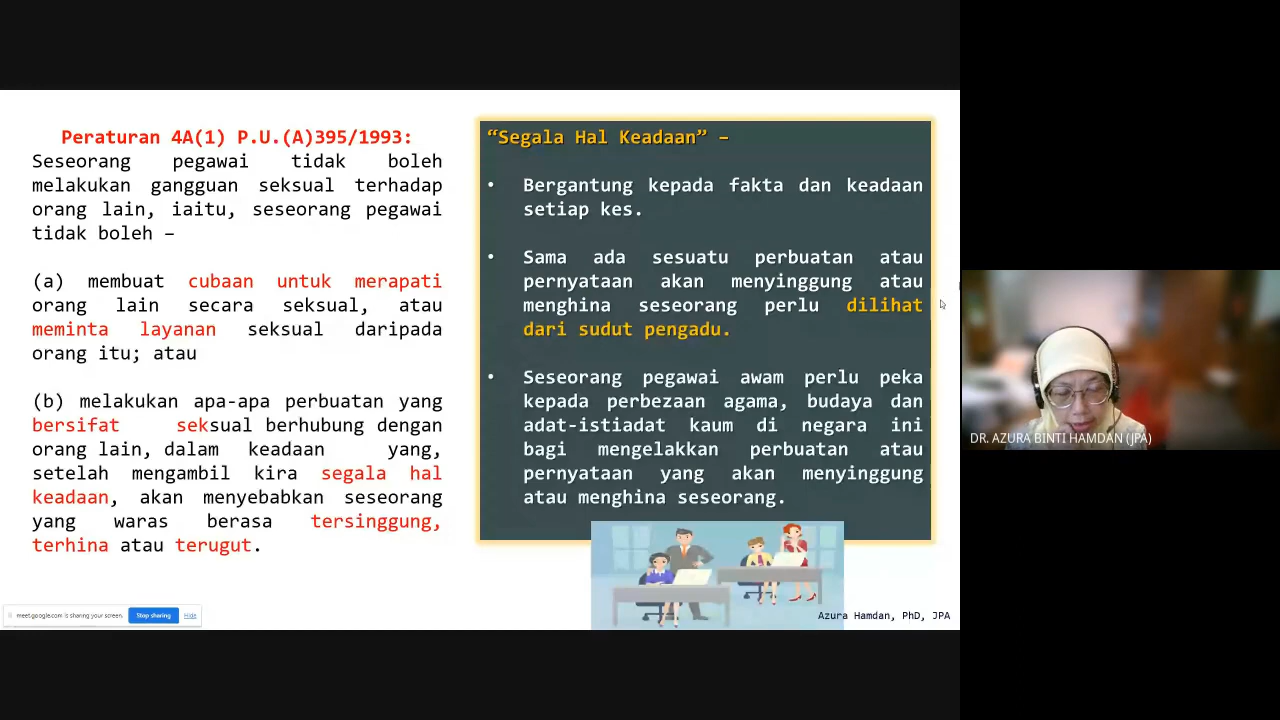 Peraturan 4A(1) P.U.(A)395/1993:
Seseorang pegawai tidak boleh
melakukan gangguan seksual terhadap
orang lain, iaitu, seseorang pegawai
tidak boleh –
(a) membuat cubaan untuk merapati
orang lain secara seksual, atau
meminta layanan seksual daripada
orang itu; atau
(b) melakukan apa-apa perbuatan yang
bersifat seksual berhubung dengan
orang lain, dalam keadaan yang,
setelah mengambil kira segala hal
keadaan, akan menyebabkan seseorang
yang waras berasa tersinggung,
terhina atau terugut.
“Segala Hal Keadaan” –
• Bergantung kepada fakta dan keadaan
setiap kes.
• Sama ada sesuatu perbuatan atau
pernyataan akan menyinggung atau
menghina seseorang perlu dilihat
dari sudut pengadu.
• Seseorang pegawai awam perlu peka
kepada perbezaan agama, budaya dan
adat-istiadat kaum di negara ini
bagi mengelakkan perbuatan atau
pernyataan yang akan menyinggung
atau menghina seseorang.
Azura Hamdan, PhD, JPA
meet.google.com is sharing your screen.
Stop sharing
Hide
DR. AZURA BINTI HAMDAN (JPA)